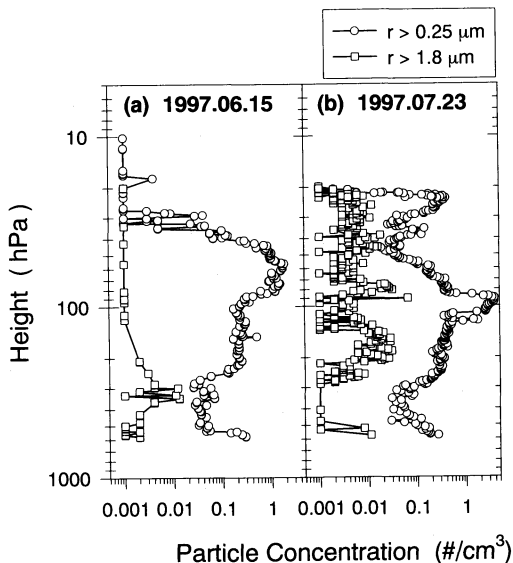 r > 0.25 μm
r > 1.8 μm
(a) 1997.06.15
(b) 1997.07.23
10
100
1000
Height (hPa)
0.001 0.01 0.1 1
0.001 0.01 0.1 1
Particle Concentration (#/cm³)